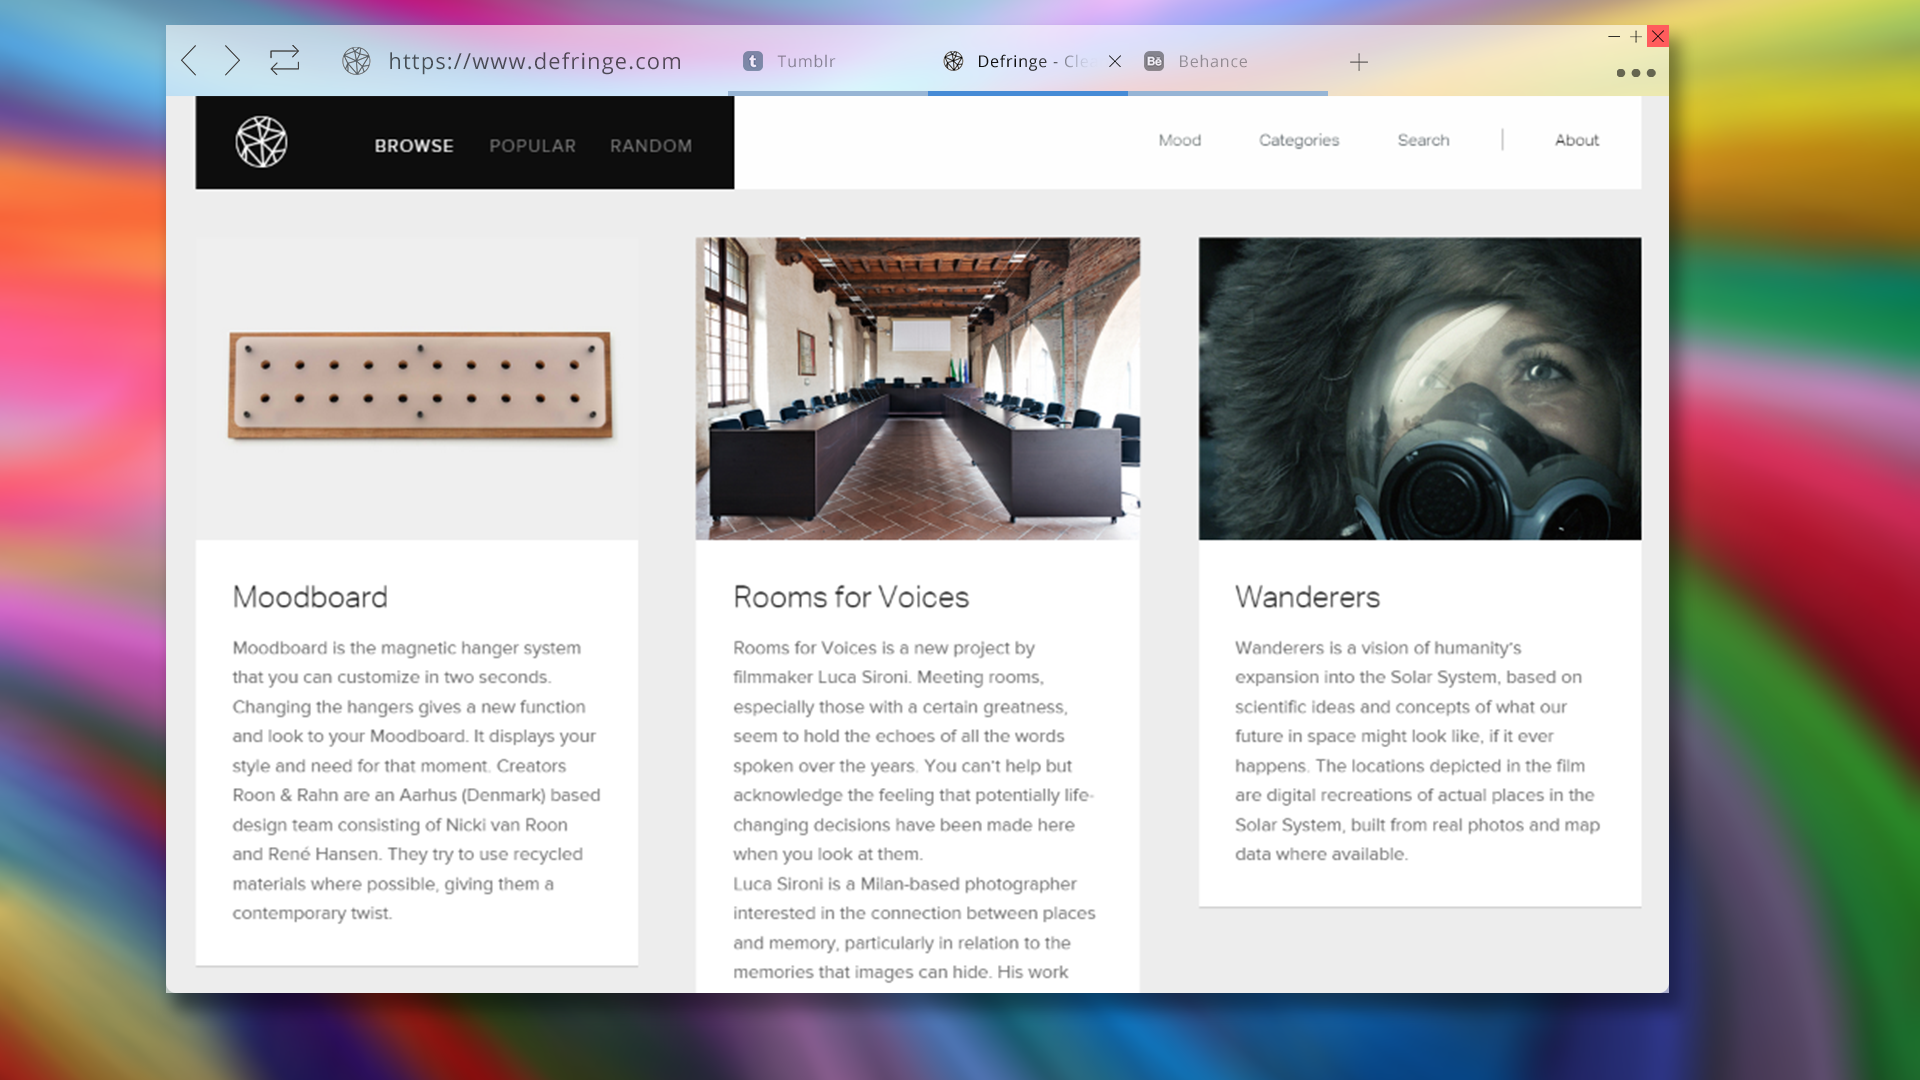 https://www.defringe.com
Tumblr
Defringe - Cle
Bē Behance
BROWSE POPULAR RANDOM
Mood Categories Search | About
Moodboard
Moodboard is the magnetic hanger system
that you can customize in two seconds.
Changing the hangers gives a new function
and look to your Moodboard. It displays your
style and need for that moment. Creators
Roon & Rahn are an Aarhus (Denmark) based
design team consisting of Nicki van Roon
and René Hansen. They try to use recycled
materials where possible, giving them a
contemporary twist.
Rooms for Voices
Rooms for Voices is a new project by
filmmaker Luca Sironi. Meeting rooms,
especially those with a certain greatness,
seem to hold the echoes of all the words
spoken over the years. You can't help but
acknowledge the feeling that potentially life-
changing decisions have been made here
when you look at them.
Luca Sironi is a Milan-based photographer
interested in the connection between places
and memory, particularly in relation to the
memories that images can hide. His work
Wanderers
Wanderers is a vision of humanity's
expansion into the Solar System, based on
scientific ideas and concepts of what our
future in space might look like, if it ever
happens. The locations depicted in the film
are digital recreations of actual places in the
Solar System, built from real photos and map
data where available.